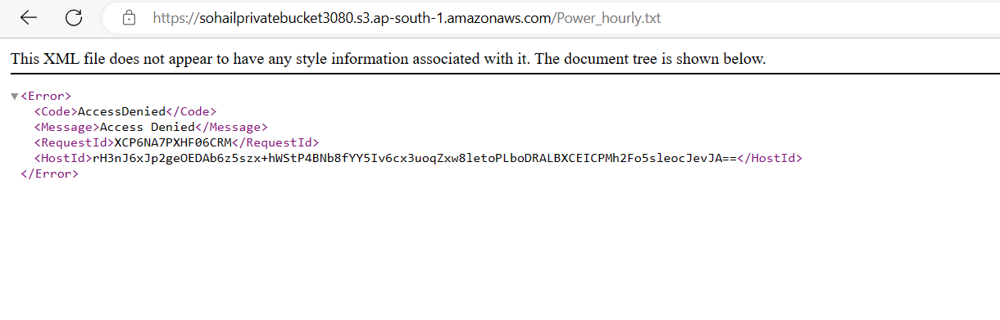 https://sohailprivatebucket3080.s3.ap-south-1.amazonaws.com/Power_hourly.txt
This XML file does not appear to have any style information associated with it. The document tree is shown below.
▼<Error>
<Code>AccessDenied</Code>
<Message>Access Denied</Message>
<RequestId>XCP6NA7PXHF06CRM</RequestId>
<HostId>rH3nJ6xJp2geOEDAb6z5szx+hWStP4BNb8fYY5Iv6cx3uoqZxw8letoPLboDRALBXCEICPMh2Fo5sleocJevJA==</HostId>
</Error>